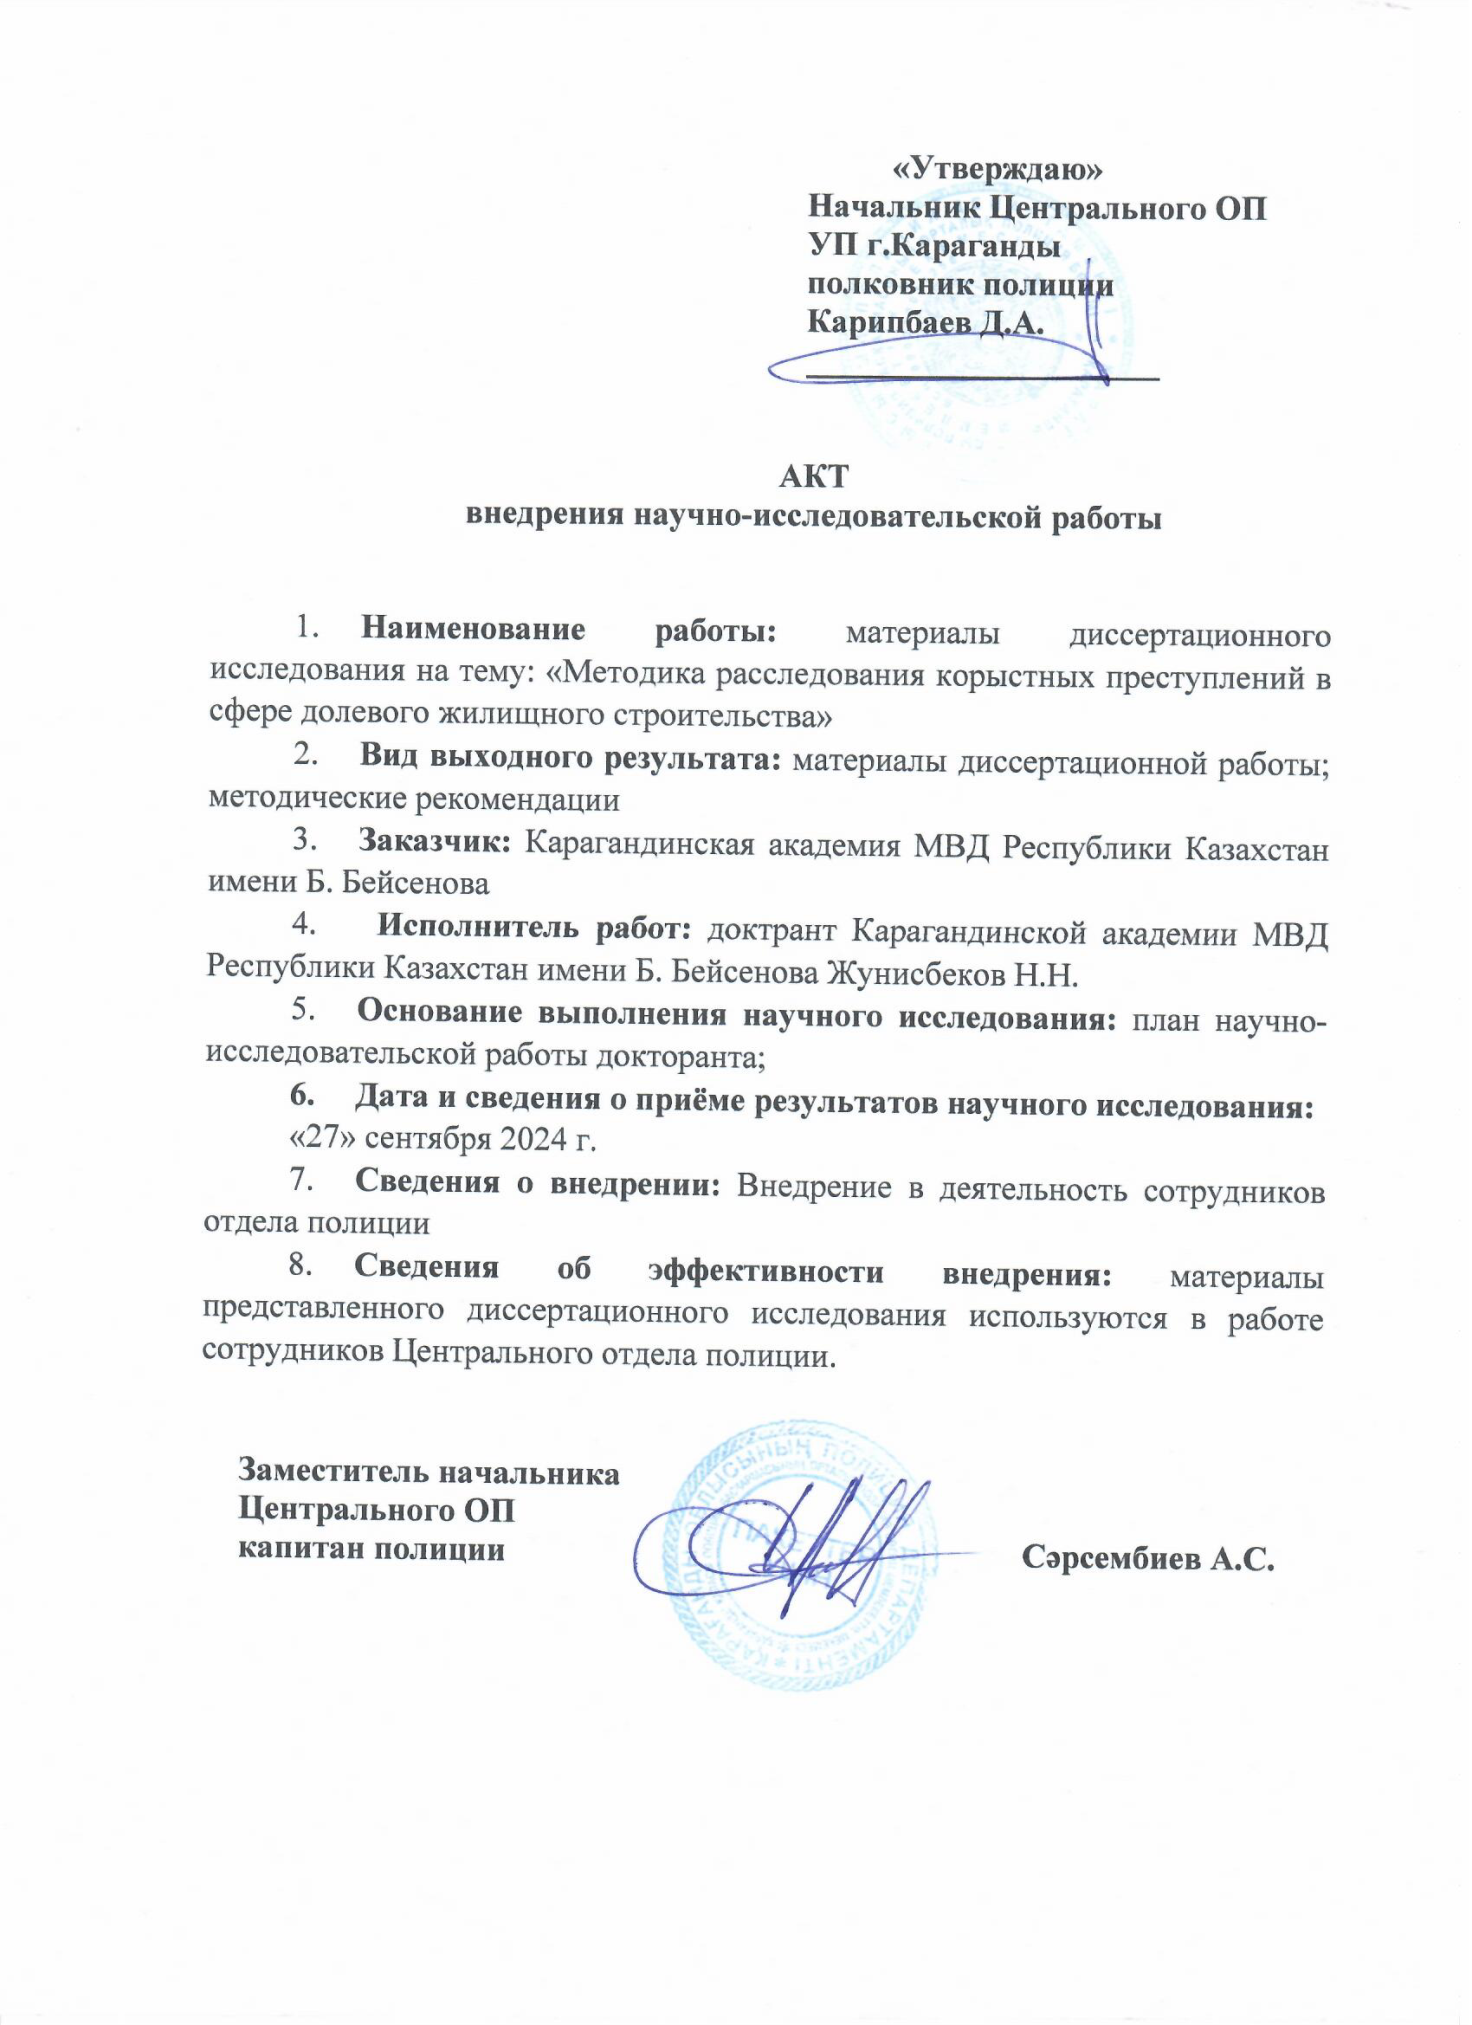 «Утверждаю»
Начальник Центрального ОП
УП г.Караганды
полковник полиции
Карипбаев Д.А.
АКТ
внедрения научно-исследовательской работы
1. Наименование работы: материалы диссертационного
исследования на тему: «Методика расследования корыстных преступлений в
сфере долевого жилищного строительства»
2. Вид выходного результата: материалы диссертационной работы;
методические рекомендации
3. Заказчик: Карагандинская академия МВД Республики Казахстан
имени Б. Бейсенова
4. Исполнитель работ: доктрант Карагандинской академии МВД
Республики Казахстан имени Б. Бейсенова Жунисбеков Н.Н.
5. Основание выполнения научного исследования: план научно-
исследовательской работы докторанта;
6. Дата и сведения о приёме результатов научного исследования:
«27» сентября 2024 г.
7. Сведения о внедрении: Внедрение в деятельность сотрудников
отдела полиции
8. Сведения об эффективности внедрения: материалы
представленного диссертационного исследования используются в работе
сотрудников Центрального отдела полиции.
Заместитель начальника
Центрального ОП
капитан полиции
Сәрсембиев А.С.
ҚАРАҒАНДЫ ОБЛЫСЫНЫҢ ПОЛИЦИЯ ДЕПАРТАМЕНТІ